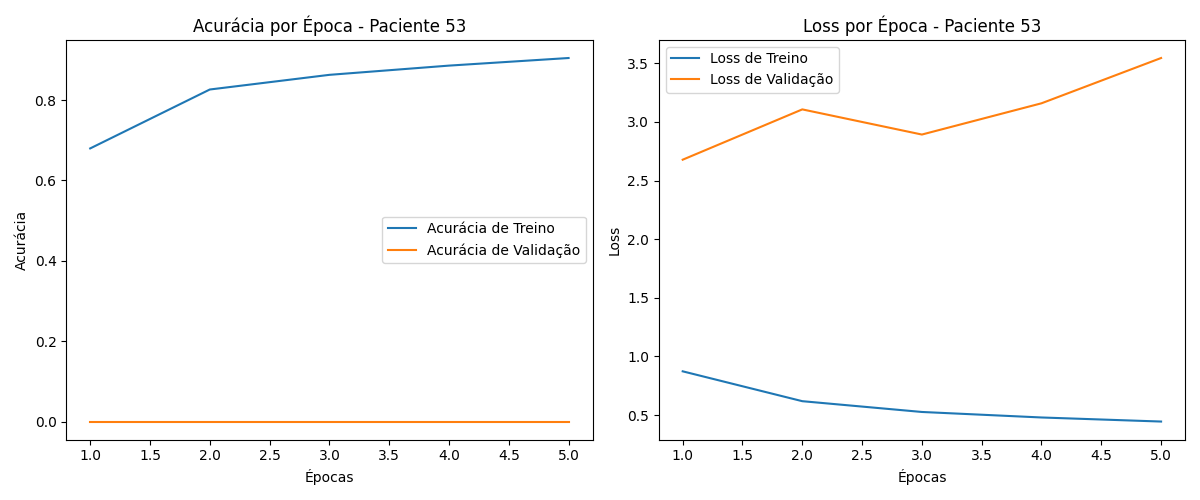 Acurácia por Época - Paciente 53
Acurácia
0.8
0.6
0.4
0.2
0.0
Acurácia de Treino
Acurácia de Validação
1.0 1.5 2.0 2.5 3.0 3.5 4.0 4.5 5.0
Épocas
Loss por Época - Paciente 53
Loss
3.5
3.0
2.5
2.0
1.5
1.0
0.5
Loss de Treino
Loss de Validação
1.0 1.5 2.0 2.5 3.0 3.5 4.0 4.5 5.0
Épocas